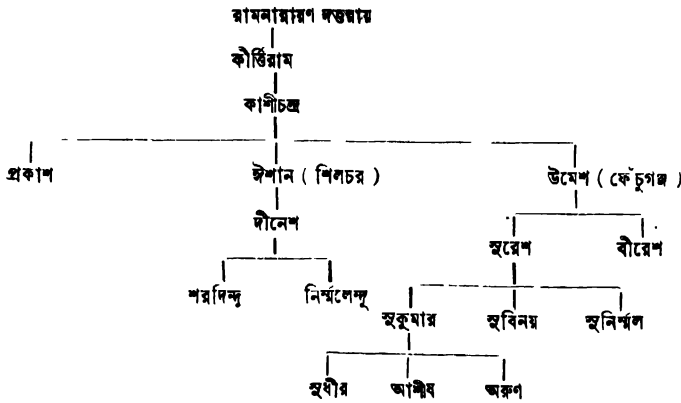 রামনারায়ণ দত্তরায়
কীর্ত্তিরাম
কাশীচন্দ্র
প্রকাশ ঈশান ( শিলচর ) উমেশ ( ফেঁচুগঞ্জ )
দীনেশ
সুরেশ বীরেশ
শরদিন্দু নির্ম্মলেন্দু
সুকুমার সুবিনয় সুনির্ম্মল
সুধীর আশীষ অরুণ